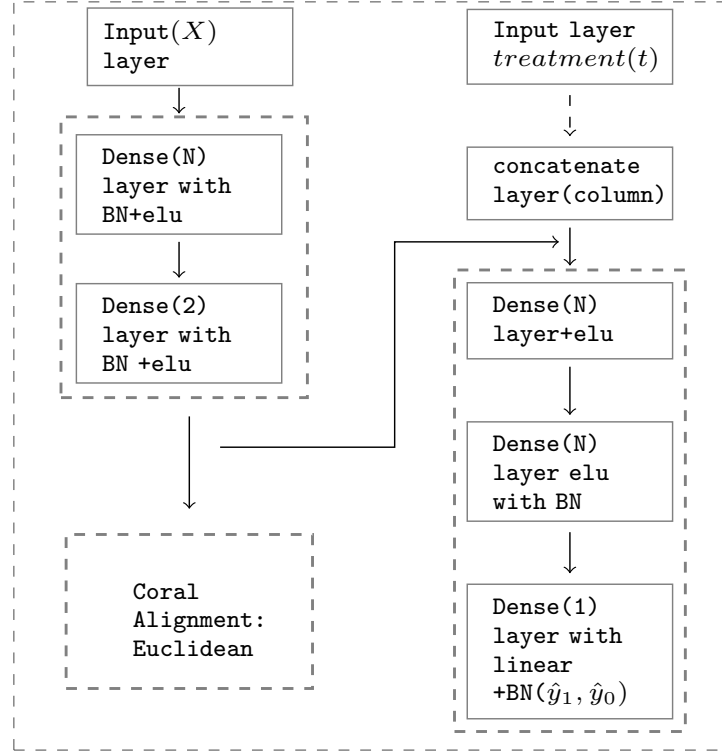 Input(X)
layer
Dense(N)
layer with
BN+elu
Dense(2)
layer with
BN +elu
Coral
Alignment:
Euclidean
Input layer
treatment(t)
concatenate
layer(column)
Dense(N)
layer+elu
Dense(N)
layer elu
with BN
Dense(1)
layer with
linear
+BN(ŷ₁, ŷ₀)